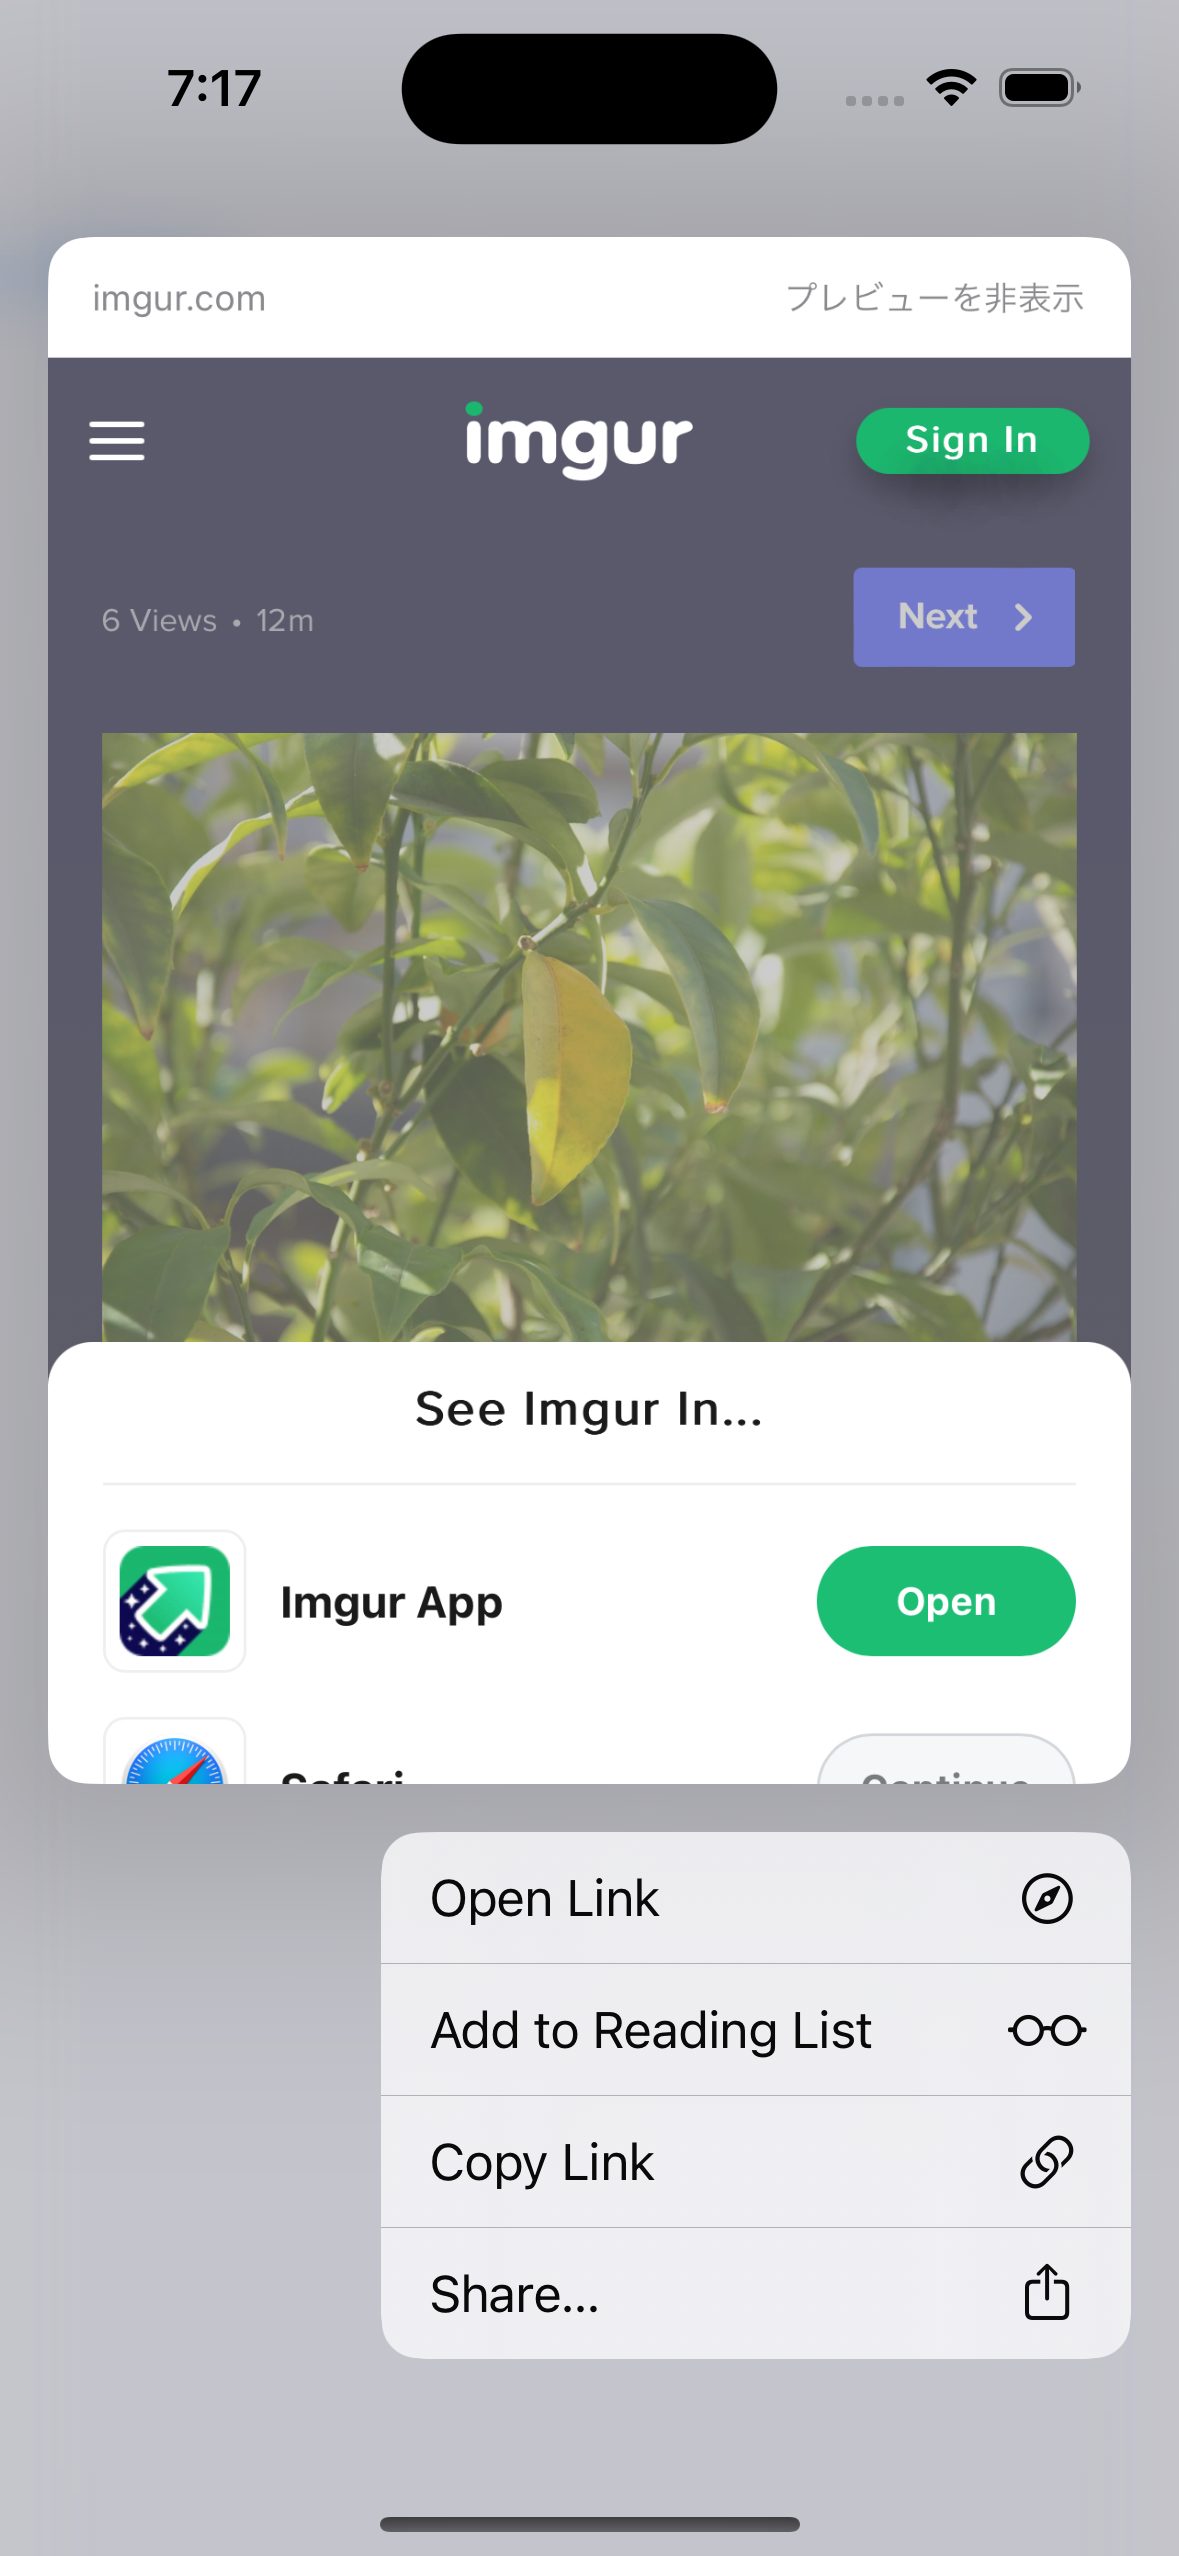 7:17
imgur.com
プレビューを非表示
imgur
Sign In
6 Views • 12m
Next
See Imgur In...
Imgur App
Open
Safari
Continue
Open Link
Add to Reading List
Copy Link
Share...